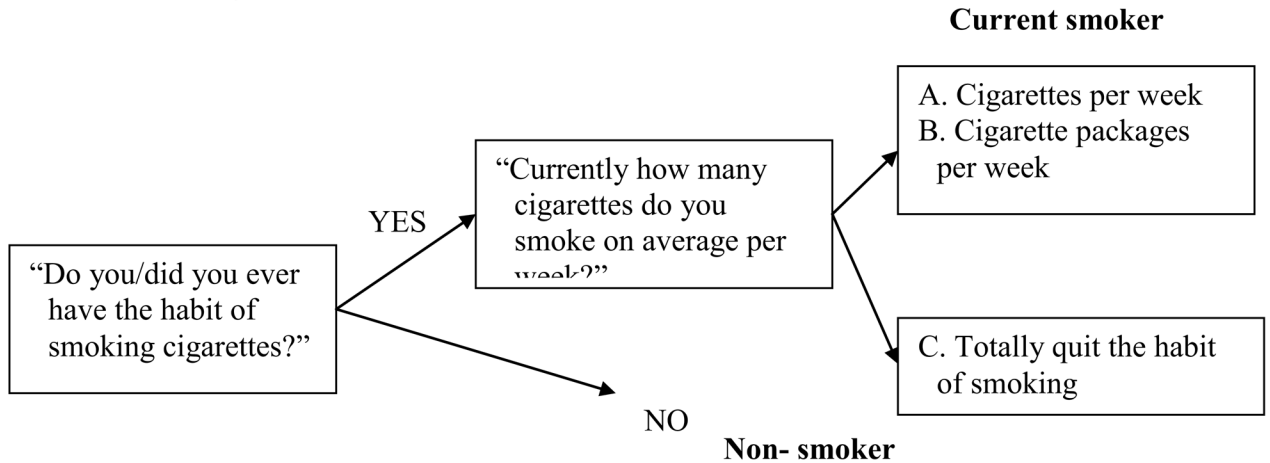 Current smoker
A. Cigarettes per week
B. Cigarette packages
per week
“Currently how many
cigarettes do you
smoke on average per
week?”
YES
“Do you/did you ever
have the habit of
smoking cigarettes?”
C. Totally quit the habit
of smoking
NO
Non- smoker